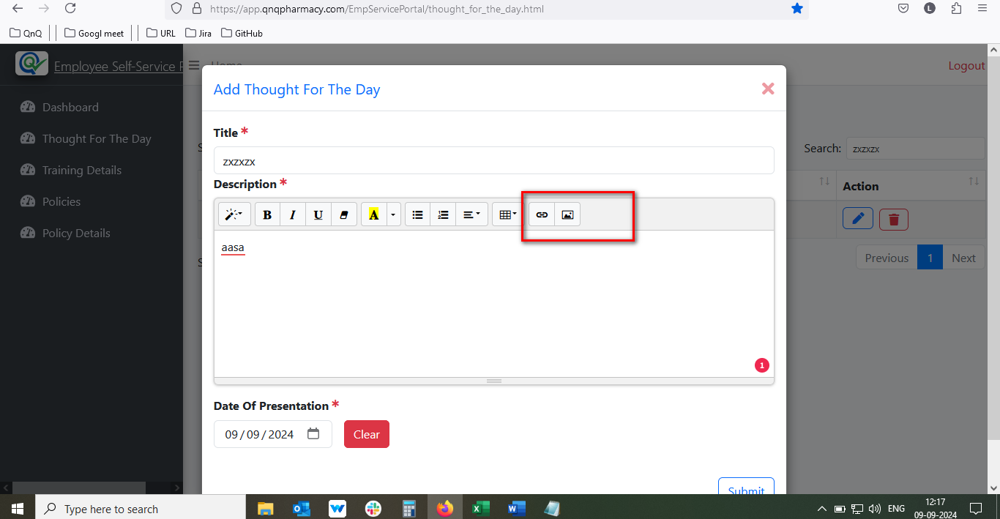 https://app.qnqpharmacy.com/EmpServicePortal/thought_for_the_day.html
L
QnQ
Googl meet
URL
Jira
GitHub
Employee Self-Service
Home
Logout
Add Thought For The Day
Dashboard
Thought For The Day
Training Details
Policies
Policy Details
Title *
zxzxzx
Search: zxzxzx
Description *
Action
B I U A
aasa
Previous 1 Next
1
Date Of Presentation *
09/09/2024
Clear
Submit
Type here to search
ENG
12:17
09-09-2024